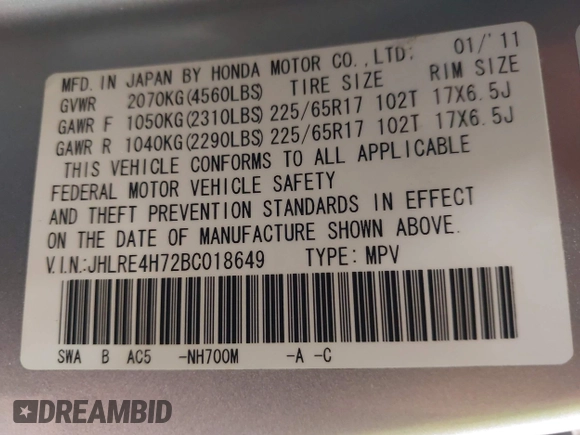 MFD. IN JAPAN BY HONDA MOTOR CO., LTD: 01/'11
GVWR 2070KG(4560LBS) TIRE SIZE RIM SIZE
GAWR F 1050KG(2310LBS) 225/65R17 102T 17X6.5J
GAWR R 1040KG(2290LBS) 225/65R17 102T 17X6.5J
THIS VEHICLE CONFORMS TO ALL APPLICABLE
FEDERAL MOTOR VEHICLE SAFETY
AND THEFT PREVENTION STANDARDS IN EFFECT
ON THE DATE OF MANUFACTURE SHOWN ABOVE.
V.I.N.:JHLRE4H72BC018649 TYPE: MPV
SWA B AC5 -NH700M -A -C
DREAMBID